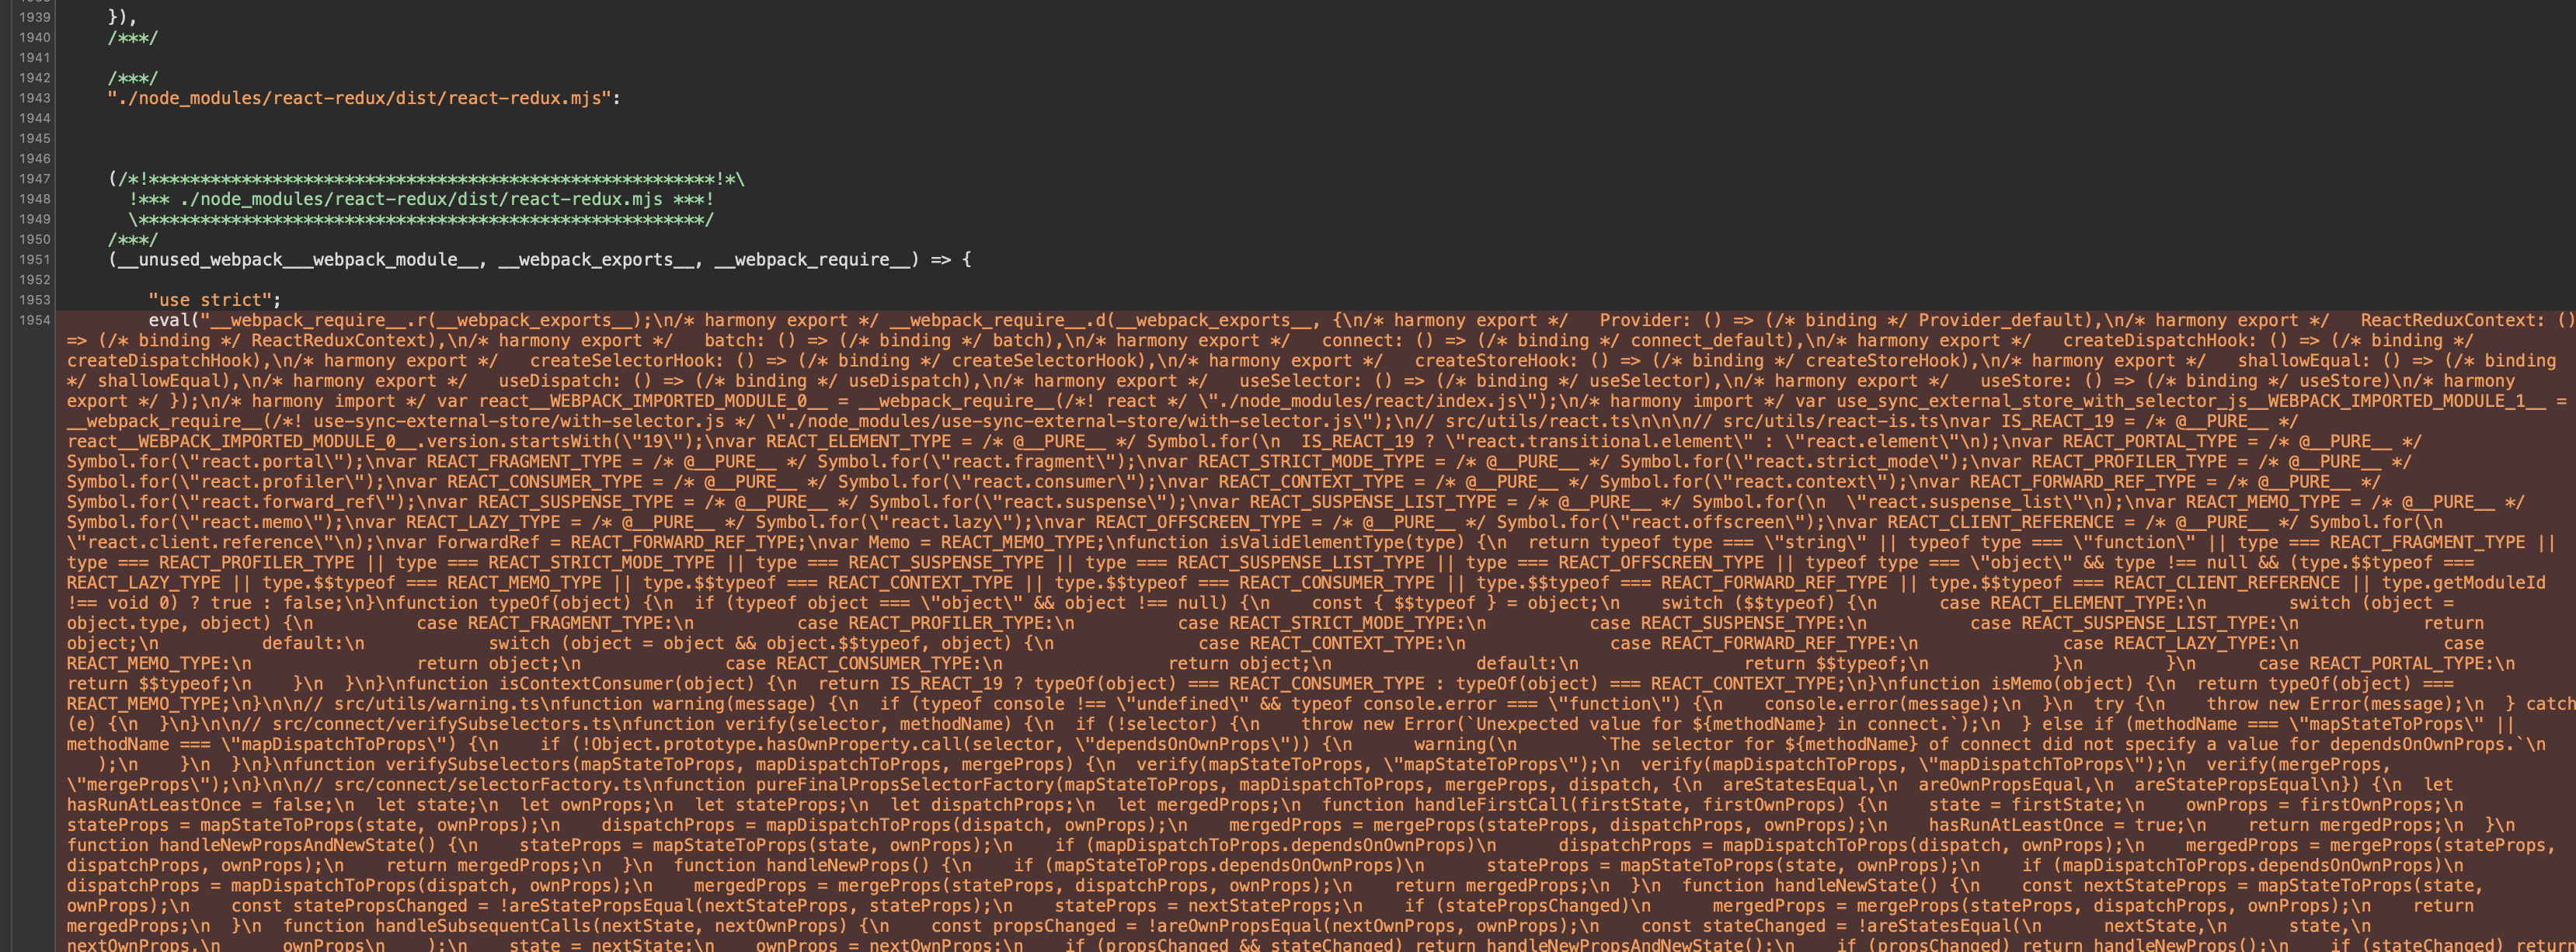 1939 }),
1940 /***/
1941
1942 /***/
1943 "./node_modules/react-redux/dist/react-redux.mjs":
1944
1945
1946
1947 (/*!*******************************************************!*\
1948 !*** ./node_modules/react-redux/dist/react-redux.mjs ***!
1949 \*******************************************************/
1950 /***/
1951 (__unused_webpack___webpack_module__, __webpack_exports__, __webpack_require__) => {
1952
1953 "use strict";
1954 eval("__webpack_require__.r(__webpack_exports__);\n/* harmony export */ __webpack_require__.d(__webpack_exports__, {\n/* harmony export */   Provider: () => (/* binding */ Provider_default),\n/* harmony export */   ReactReduxContext: ()
=> (/* binding */ ReactReduxContext),\n/* harmony export */   batch: () => (/* binding */ batch),\n/* harmony export */   connect: () => (/* binding */ connect_default),\n/* harmony export */   createDispatchHook: () => (/* binding */
createDispatchHook),\n/* harmony export */   createSelectorHook: () => (/* binding */ createSelectorHook),\n/* harmony export */   createStoreHook: () => (/* binding */ createStoreHook),\n/* harmony export */   shallowEqual: () => (/* binding
*/ shallowEqual),\n/* harmony export */   useDispatch: () => (/* binding */ useDispatch),\n/* harmony export */   useSelector: () => (/* binding */ useSelector),\n/* harmony export */   useStore: () => (/* binding */ useStore)\n/* harmony
export */ });\n/* harmony import */ var react__WEBPACK_IMPORTED_MODULE_0__ = __webpack_require__(/*! react */ \"./node_modules/react/index.js\");\n/* harmony import */ var use_sync_external_store_with_selector_js__WEBPACK_IMPORTED_MODULE_1__ =
__webpack_require__(/*! use-sync-external-store/with-selector.js */ \"./node_modules/use-sync-external-store/with-selector.js\");\n// src/utils/react.ts\n\n\n// src/utils/react-is.ts\nvar IS_REACT_19 = /* @__PURE__ */
react__WEBPACK_IMPORTED_MODULE_0__.version.startsWith(\"19\");\nvar REACT_ELEMENT_TYPE = /* @__PURE__ */ Symbol.for(\n  IS_REACT_19 ? \"react.transitional.element\" : \"react.element\"\n);\nvar REACT_PORTAL_TYPE = /* @__PURE__ */
Symbol.for(\"react.portal\");\nvar REACT_FRAGMENT_TYPE = /* @__PURE__ */ Symbol.for(\"react.fragment\");\nvar REACT_STRICT_MODE_TYPE = /* @__PURE__ */ Symbol.for(\"react.strict_mode\");\nvar REACT_PROFILER_TYPE = /* @__PURE__ */
Symbol.for(\"react.profiler\");\nvar REACT_CONSUMER_TYPE = /* @__PURE__ */ Symbol.for(\"react.consumer\");\nvar REACT_CONTEXT_TYPE = /* @__PURE__ */ Symbol.for(\"react.context\");\nvar REACT_FORWARD_REF_TYPE = /* @__PURE__ */
Symbol.for(\"react.forward_ref\");\nvar REACT_SUSPENSE_TYPE = /* @__PURE__ */ Symbol.for(\"react.suspense\");\nvar REACT_SUSPENSE_LIST_TYPE = /* @__PURE__ */ Symbol.for(\n  \"react.suspense_list\"\n);\nvar REACT_MEMO_TYPE = /* @__PURE__ */
Symbol.for(\"react.memo\");\nvar REACT_LAZY_TYPE = /* @__PURE__ */ Symbol.for(\"react.lazy\");\nvar REACT_OFFSCREEN_TYPE = /* @__PURE__ */ Symbol.for(\"react.offscreen\");\nvar REACT_CLIENT_REFERENCE = /* @__PURE__ */ Symbol.for(\n
\"react.client.reference\"\n);\nvar ForwardRef = REACT_FORWARD_REF_TYPE;\nvar Memo = REACT_MEMO_TYPE;\nfunction isValidElementType(type) {\n  return typeof type === \"string\" || typeof type === \"function\" || type === REACT_FRAGMENT_TYPE ||
type === REACT_PROFILER_TYPE || type === REACT_STRICT_MODE_TYPE || type === REACT_SUSPENSE_TYPE || type === REACT_SUSPENSE_LIST_TYPE || type === REACT_OFFSCREEN_TYPE || typeof type === \"object\" && type !== null && (type.$$typeof ===
REACT_LAZY_TYPE || type.$$typeof === REACT_MEMO_TYPE || type.$$typeof === REACT_CONTEXT_TYPE || type.$$typeof === REACT_CONSUMER_TYPE || type.$$typeof === REACT_FORWARD_REF_TYPE || type.$$typeof === REACT_CLIENT_REFERENCE || type.getModuleId
!== void 0) ? true : false;\n}\nfunction typeOf(object) {\n  if (typeof object === \"object\" && object !== null) {\n    const { $$typeof } = object;\n    switch ($$typeof) {\n      case REACT_ELEMENT_TYPE:\n        switch (object =
object.type, object) {\n          case REACT_FRAGMENT_TYPE:\n          case REACT_PROFILER_TYPE:\n          case REACT_STRICT_MODE_TYPE:\n          case REACT_SUSPENSE_TYPE:\n          case REACT_SUSPENSE_LIST_TYPE:\n            return
object;\n          default:\n            switch (object = object && object.$$typeof, object) {\n              case REACT_CONTEXT_TYPE:\n              case REACT_FORWARD_REF_TYPE:\n              case REACT_LAZY_TYPE:\n              case
REACT_MEMO_TYPE:\n                return object;\n              case REACT_CONSUMER_TYPE:\n                return object;\n              default:\n                return $$typeof;\n            }\n        }\n      case REACT_PORTAL_TYPE:\n
return $$typeof;\n    }\n  }\n}\nfunction isContextConsumer(object) {\n  return IS_REACT_19 ? typeOf(object) === REACT_CONSUMER_TYPE : typeOf(object) === REACT_CONTEXT_TYPE;\n}\nfunction isMemo(object) {\n  return typeOf(object) ===
REACT_MEMO_TYPE;\n}\n\n// src/utils/warning.ts\nfunction warning(message) {\n  if (typeof console !== \"undefined\" && typeof console.error === \"function\") {\n    console.error(message);\n  }\n  try {\n    throw new Error(message);\n  } catch
(e) {\n  }\n}\n\n// src/connect/verifySubselectors.ts\nfunction verify(selector, methodName) {\n  if (!selector) {\n    throw new Error(`Unexpected value for ${methodName} in connect.`);\n  } else if (methodName === \"mapStateToProps\" ||
methodName === \"mapDispatchToProps\") {\n    if (!Object.prototype.hasOwnProperty.call(selector, \"dependsOnOwnProps\")) {\n      warning(\n        `The selector for ${methodName} of connect did not specify a value for dependsOnOwnProps.`\n
);\n    }\n  }\n}\nfunction verifySubselectors(mapStateToProps, mapDispatchToProps, mergeProps) {\n  verify(mapStateToProps, \"mapStateToProps\");\n  verify(mapDispatchToProps, \"mapDispatchToProps\");\n  verify(mergeProps,
\"mergeProps\");\n}\n\n// src/connect/selectorFactory.ts\nfunction pureFinalPropsSelectorFactory(mapStateToProps, mapDispatchToProps, mergeProps, dispatch, {\n  areStatesEqual,\n  areOwnPropsEqual,\n  areStatePropsEqual\n}) {\n  let
hasRunAtLeastOnce = false;\n  let state;\n  let ownProps;\n  let stateProps;\n  let dispatchProps;\n  let mergedProps;\n  function handleFirstCall(firstState, firstOwnProps) {\n    state = firstState;\n    ownProps = firstOwnProps;\n
stateProps = mapStateToProps(state, ownProps);\n    dispatchProps = mapDispatchToProps(dispatch, ownProps);\n    mergedProps = mergeProps(stateProps, dispatchProps, ownProps);\n    hasRunAtLeastOnce = true;\n    return mergedProps;\n  }\n
function handleNewPropsAndNewState() {\n    stateProps = mapStateToProps(state, ownProps);\n    if (mapDispatchToProps.dependsOnOwnProps)\n      dispatchProps = mapDispatchToProps(dispatch, ownProps);\n    mergedProps = mergeProps(stateProps,
dispatchProps, ownProps);\n    return mergedProps;\n  }\n  function handleNewProps() {\n    if (mapStateToProps.dependsOnOwnProps)\n      stateProps = mapStateToProps(state, ownProps);\n    if (mapDispatchToProps.dependsOnOwnProps)\n
dispatchProps = mapDispatchToProps(dispatch, ownProps);\n    mergedProps = mergeProps(stateProps, dispatchProps, ownProps);\n    return mergedProps;\n  }\n  function handleNewState() {\n    const nextStateProps = mapStateToProps(state,
ownProps);\n    const statePropsChanged = !areStatePropsEqual(nextStateProps, stateProps);\n    stateProps = nextStateProps;\n    if (statePropsChanged)\n      mergedProps = mergeProps(stateProps, dispatchProps, ownProps);\n    return
mergedProps;\n  }\n  function handleSubsequentCalls(nextState, nextOwnProps) {\n    const propsChanged = !areOwnPropsEqual(nextOwnProps, ownProps);\n    const stateChanged = !areStatesEqual(\n      nextState,\n      state,\n
nextOwnProps,\n      ownProps\n    );\n    state = nextState;\n    ownProps = nextOwnProps;\n    if (propsChanged && stateChanged) return handleNewPropsAndNewState();\n    if (propsChanged) return handleNewProps();\n    if (stateChanged) return